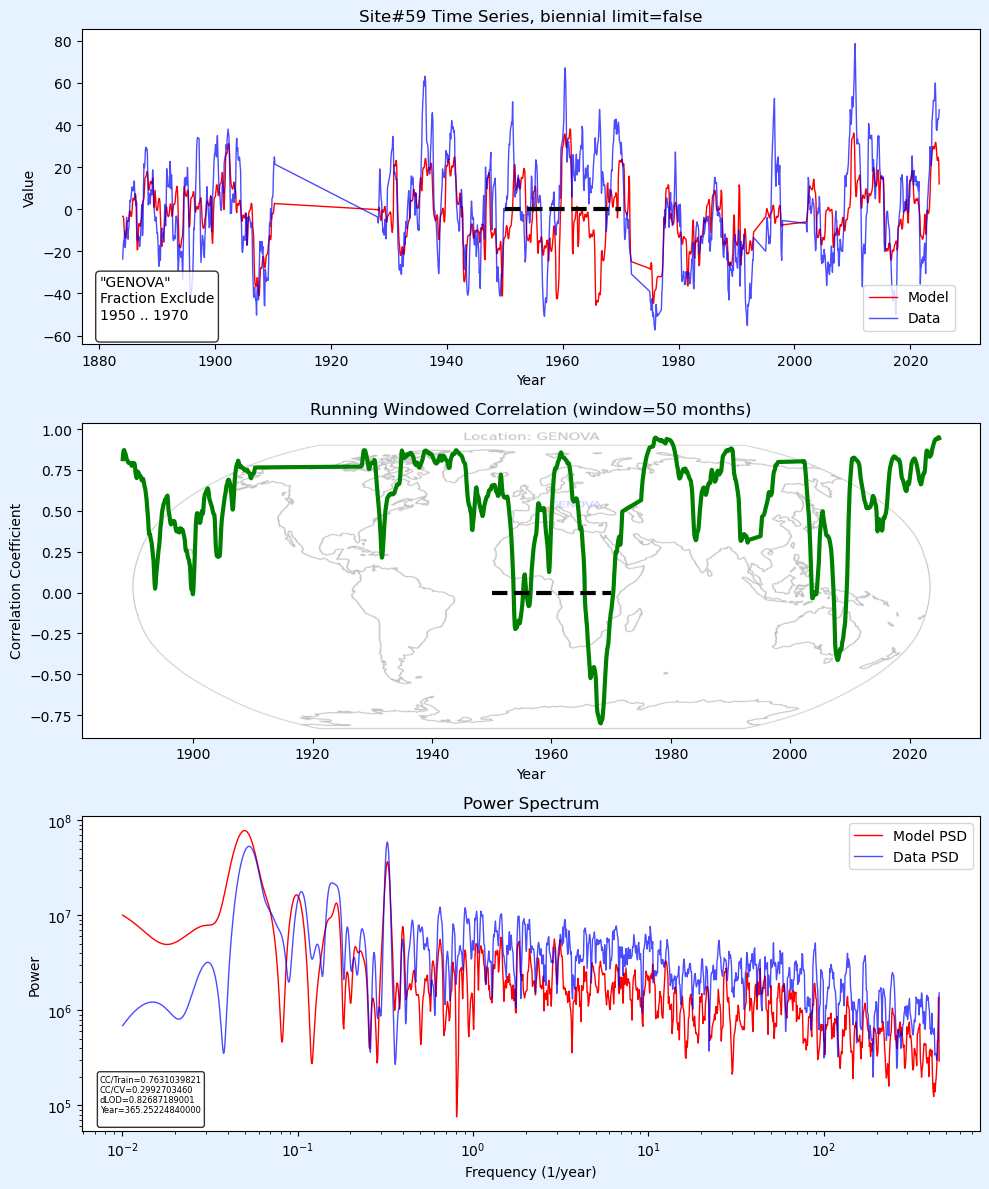 Site#59 Time Series, biennial limit=false
80
60
40
20
0
−20
−40
−60
Value
"GENOVA"
Fraction Exclude
1950 .. 1970
Model
Data
1880
1900
1920
1940
1960
1980
2000
2020
Year
Running Windowed Correlation (window=50 months)
Location: GENOVA
GENOVA
1.00
0.75
0.50
0.25
0.00
−0.25
−0.50
−0.75
Correlation Coefficient
1900
1920
1940
1960
1980
2000
2020
Year
Power Spectrum
Model PSD
Data PSD
10⁸
10⁷
10⁶
10⁵
Power
CC/Train=0.7631039821
CC/CV=0.2992703460
dLOD=0.82687189001
Year=365.25224840000
10⁻²
10⁻¹
10⁰
10¹
10²
Frequency (1/year)